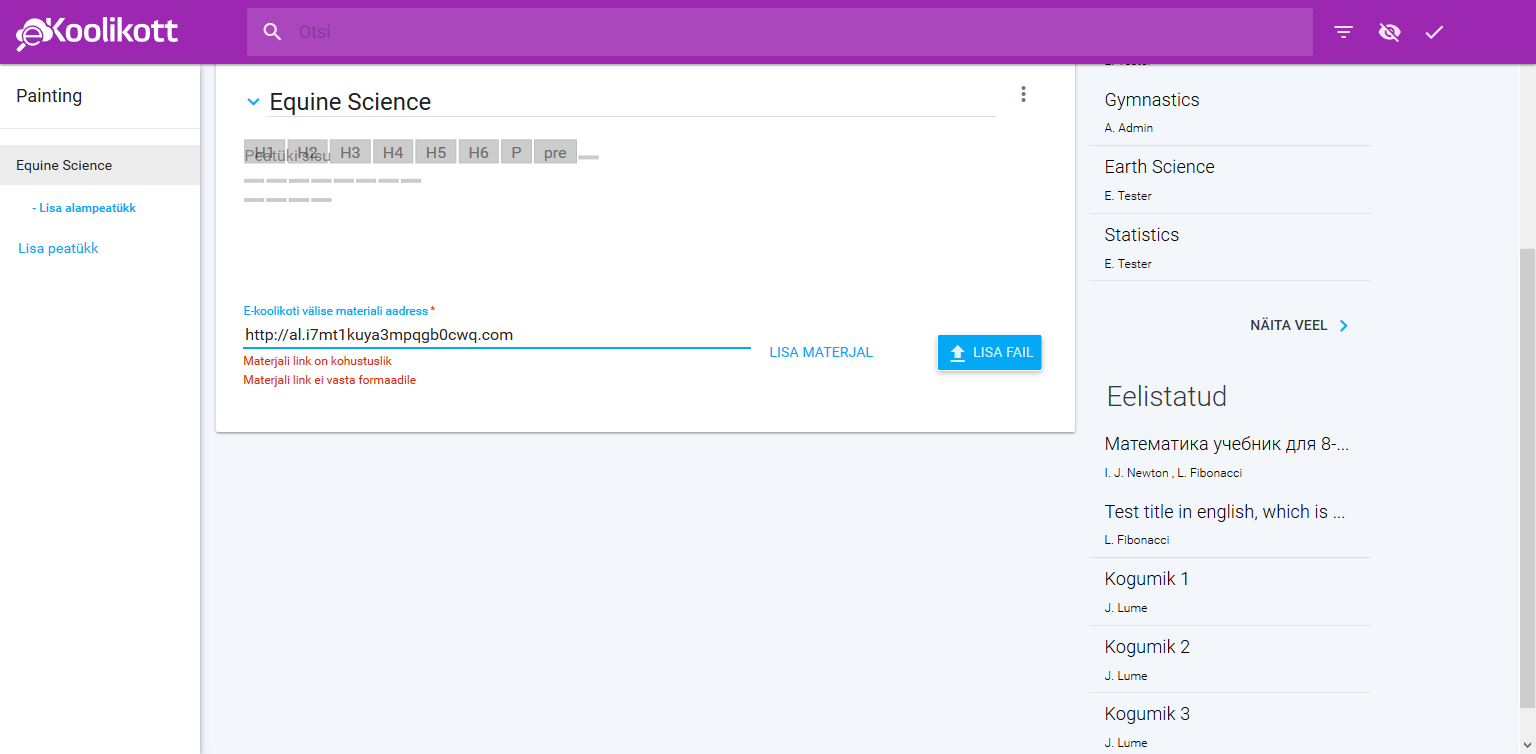 eKoolikott
Otsi
Painting
Equine Science
- Lisa alampeatükk
Lisa peatükk
Equine Science
H1 H2 H3 H4 H5 H6 P pre
Peatüki sisu
E-koolikoti välise materiali aadress *
http://al.i7mt1kuya3mpqgb0cwq.com
Materjali link on kohustuslik
Materjali link ei vasta formaadile
LISA MATERJAL
LISA FAIL
E. Tester
Gymnastics
A. Admin
Earth Science
E. Tester
Statistics
E. Tester
NÄITA VEEL
Eelistatud
Математика учебник для 8-...
I. J. Newton , L. Fibonacci
Test title in english, which is ...
L. Fibonacci
Kogumik 1
J. Lume
Kogumik 2
J. Lume
Kogumik 3
J. Lume